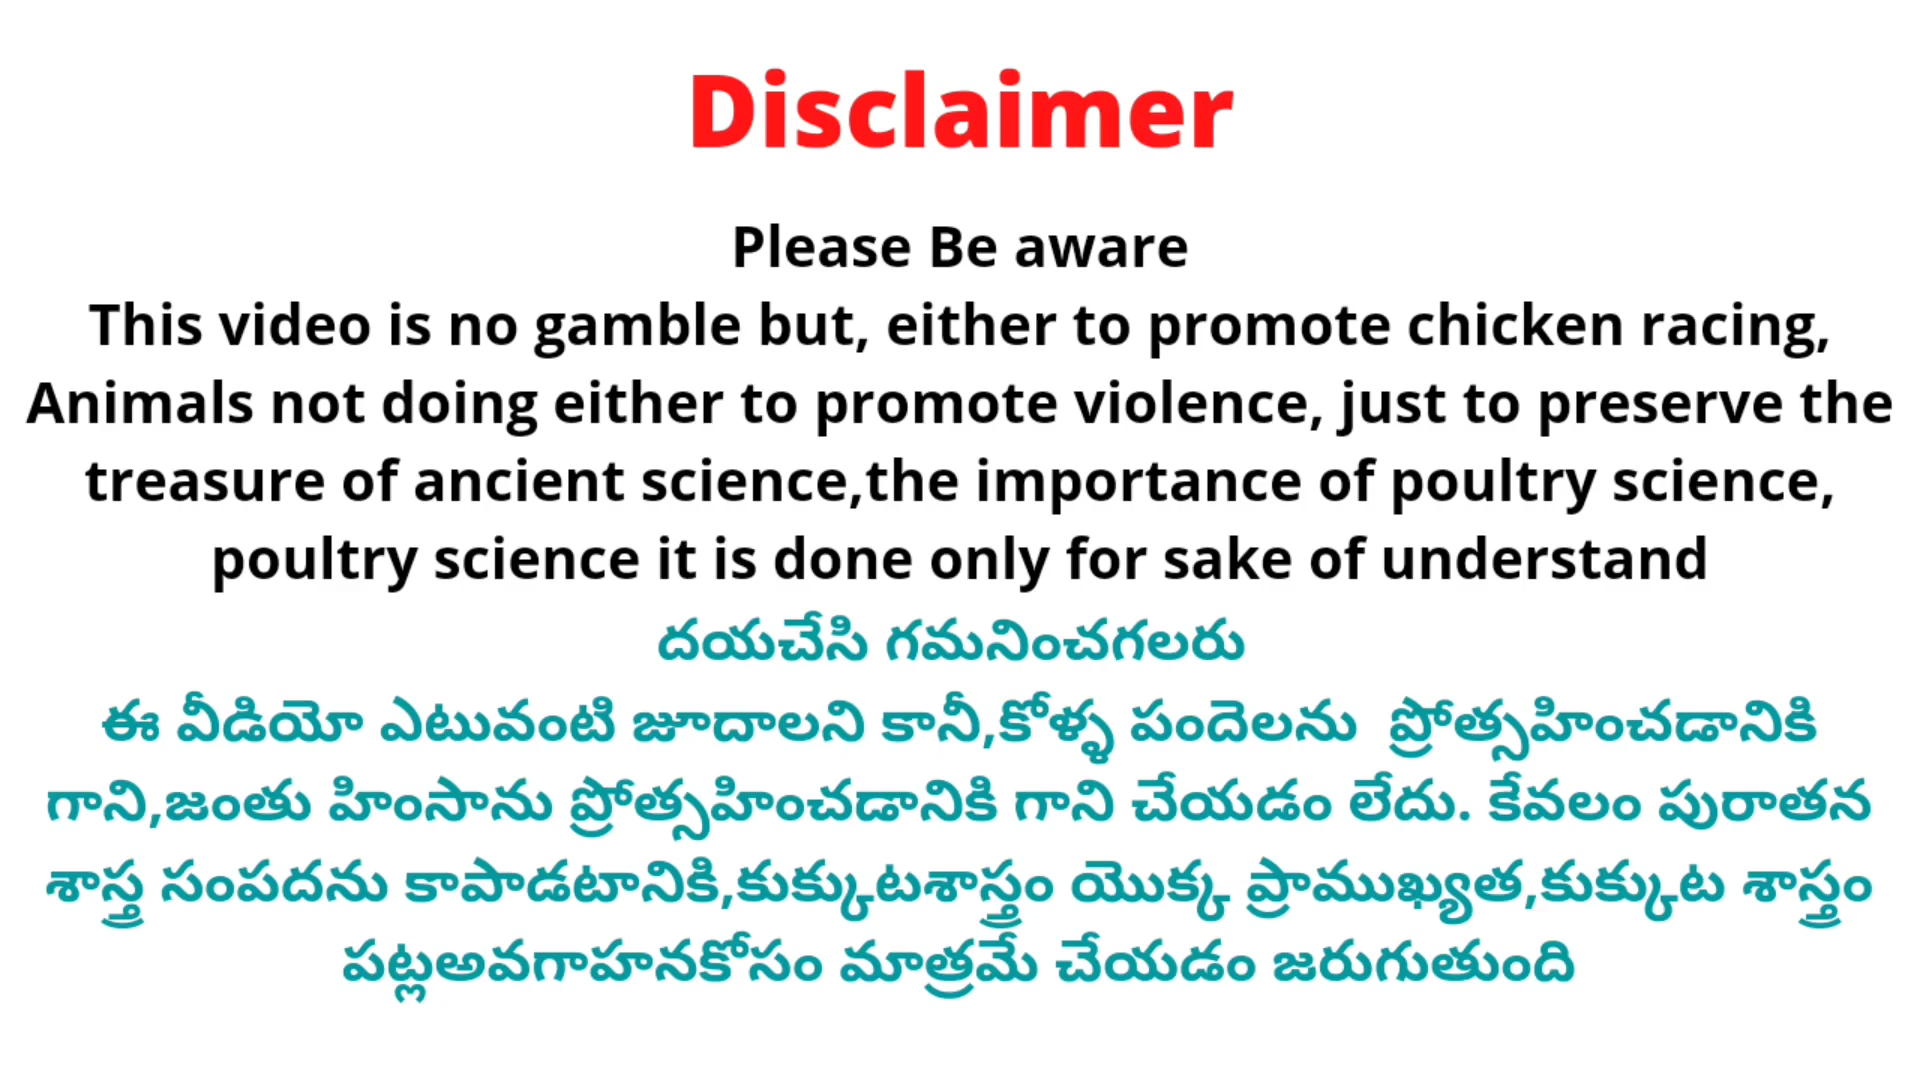 Disclaimer
Please Be aware
This video is no gamble but, either to promote chicken racing,
Animals not doing either to promote violence, just to preserve the
treasure of ancient science,the importance of poultry science,
poultry science it is done only for sake of understand
దయచేసి గమనించగలరు
ఈ వీడియో ఎటువంటి జూదాలని కానీ,కోళ్ళ పందెలను ప్రోత్సహించడానికి
గాని,జంతు హింసాను ప్రోత్సహించడానికి గాని చేయడం లేదు. కేవలం పురాతన
శాస్త్ర సంపదను కాపాడటానికి,కుక్కుటశాస్త్రం యొక్క ప్రాముఖ్యత,కుక్కుట శాస్త్రం
పట్లఅవగాహనకోసం మాత్రమే చేయడం జరుగుతుంది